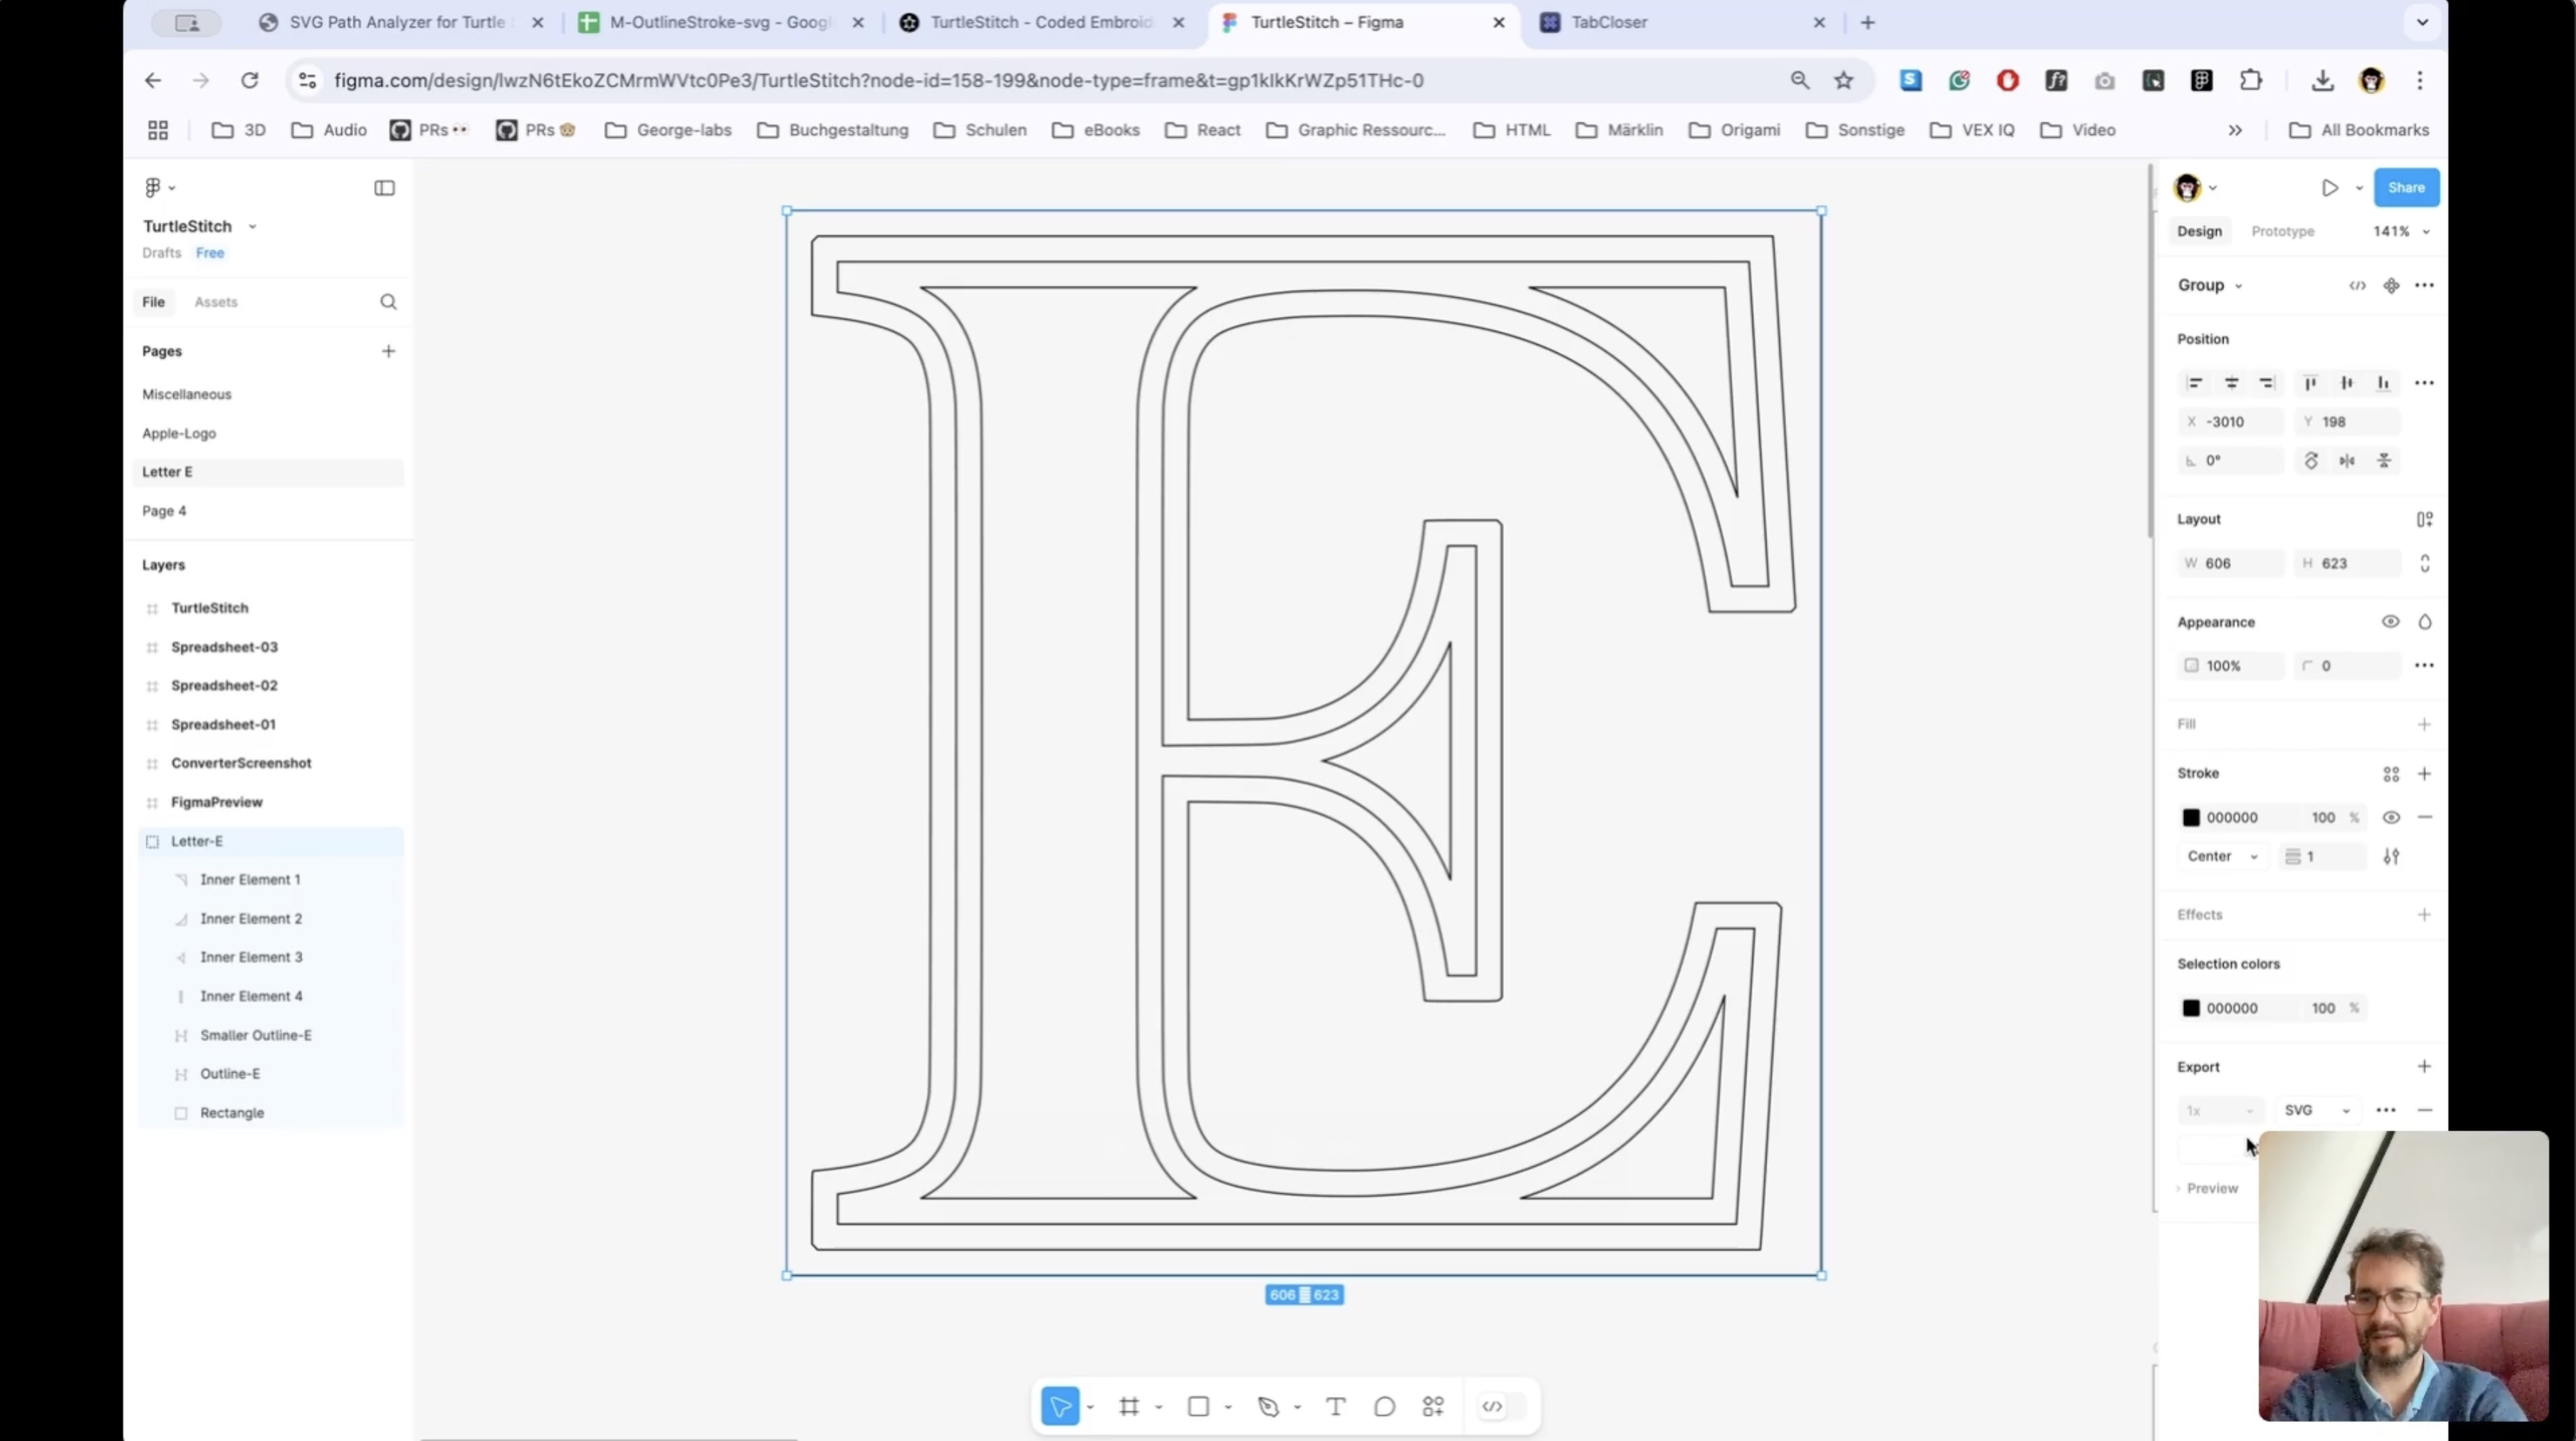 SVG Path Analyzer for Turtle
M-OutlineStroke-svg - Goog
TurtleStitch - Coded Embroid
TurtleStitch – Figma
TabCloser
figma.com/design/lwzN6tEkoZCMrmWVtc0Pe3/TurtleStitch?node-id=158-199&node-type=frame&t=gp1klkKrWZp51THc-0
3D
Audio
PRs 👀
PRs 🐵
George-labs
Buchgestaltung
Schulen
eBooks
React
Graphic Ressourc...
HTML
Märklin
Origami
Sonstige
VEX IQ
Video
All Bookmarks
TurtleStitch
Drafts Free
File Assets
Pages
Miscellaneous
Apple-Logo
Letter E
Page 4
Layers
TurtleStitch
Spreadsheet-03
Spreadsheet-02
Spreadsheet-01
ConverterScreenshot
FigmaPreview
Letter-E
Inner Element 1
Inner Element 2
Inner Element 3
Inner Element 4
Smaller Outline-E
Outline-E
Rectangle
E
606 623
Share
Design Prototype 141%
Group
Position
X -3010 Y 198
0°
Layout
W 606 H 623
Appearance
100% 0
Fill
Stroke
000000 100 %
Center 1
Effects
Selection colors
000000 100 %
Export
1x SVG
Preview